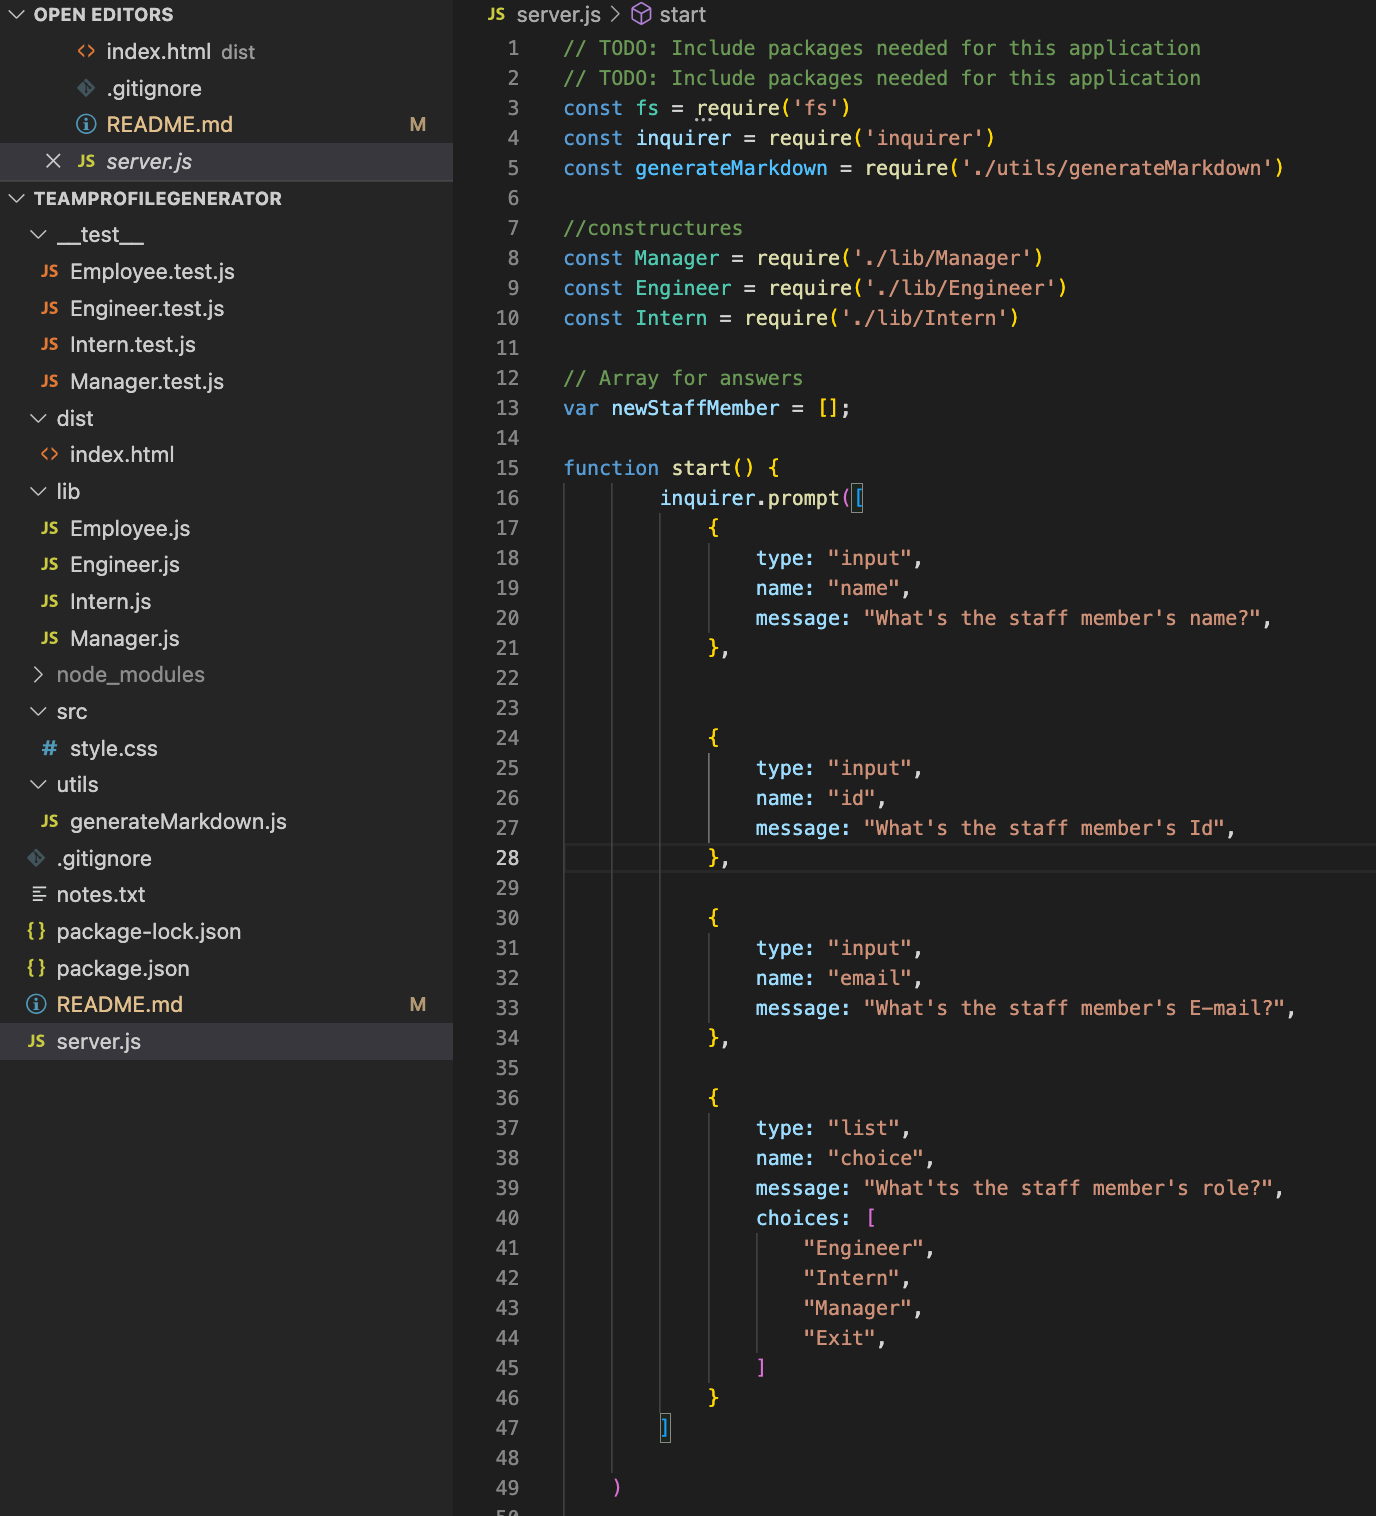 OPEN EDITORS
index.html dist
.gitignore
README.md M
JS server.js
TEAMPROFILEGENERATOR
__test__
JS Employee.test.js
JS Engineer.test.js
JS Intern.test.js
JS Manager.test.js
dist
index.html
lib
JS Employee.js
JS Engineer.js
JS Intern.js
JS Manager.js
node_modules
src
# style.css
utils
JS generateMarkdown.js
.gitignore
notes.txt
{} package-lock.json
{} package.json
README.md M
JS server.js
JS server.js > start
1 // TODO: Include packages needed for this application
2 // TODO: Include packages needed for this application
3 const fs = require('fs')
4 const inquirer = require('inquirer')
5 const generateMarkdown = require('./utils/generateMarkdown')
6
7 //constructures
8 const Manager = require('./lib/Manager')
9 const Engineer = require('./lib/Engineer')
10 const Intern = require('./lib/Intern')
11
12 // Array for answers
13 var newStaffMember = [];
14
15 function start() {
16 inquirer.prompt([
17 {
18 type: "input",
19 name: "name",
20 message: "What's the staff member's name?",
21 },
22
23
24 {
25 type: "input",
26 name: "id",
27 message: "What's the staff member's Id",
28 },
29
30 {
31 type: "input",
32 name: "email",
33 message: "What's the staff member's E-mail?",
34 },
35
36 {
37 type: "list",
38 name: "choice",
39 message: "What'ts the staff member's role?",
40 choices: [
41 "Engineer",
42 "Intern",
43 "Manager",
44 "Exit",
45 ]
46 }
47 ]
48
49 )
50